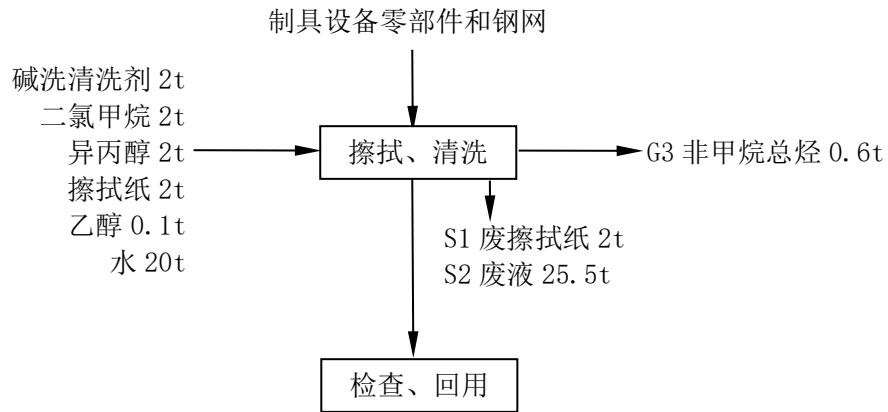 制具设备零部件和钢网
碱洗清洗剂 2t
二氯甲烷 2t
异丙醇 2t
擦拭纸 2t
乙醇 0.1t
水 20t
擦拭、清洗
G3 非甲烷总烃 0.6t
S1 废擦拭纸 2t
S2 废液 25.5t
检查、回用